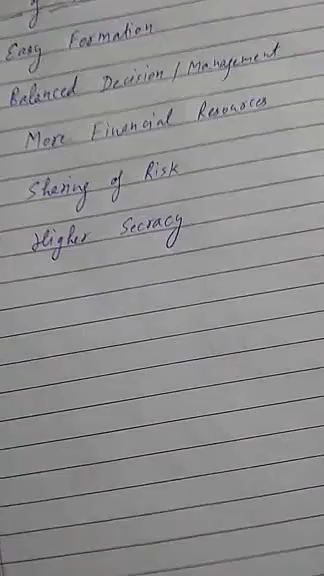 Easy Formation
Balanced Decision / Management
More Financial Resources
Sharing of Risk
Higher Secracy